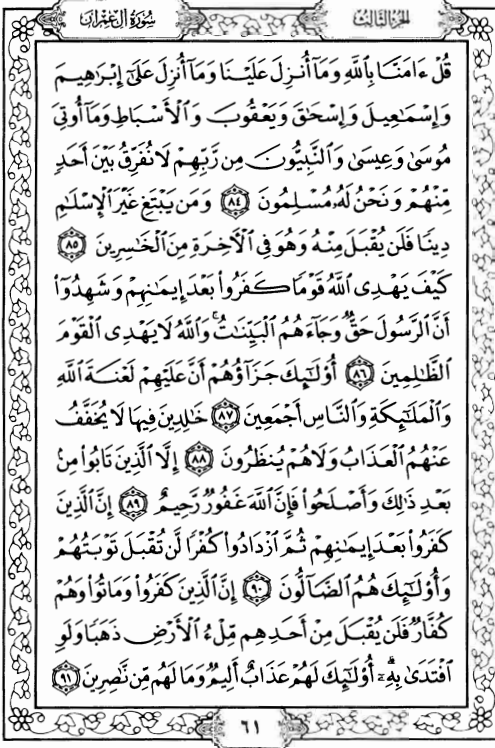 الجزء الثالث
سورة آل عمران
قُلْ ءَامَنَّا بِٱللَّهِ وَمَآ أُنزِلَ عَلَيْنَا وَمَآ أُنزِلَ عَلَىٰٓ إِبْرَٰهِيمَ
وَإِسْمَٰعِيلَ وَإِسْحَٰقَ وَيَعْقُوبَ وَٱلْأَسْبَاطِ وَمَآ أُوتِىَ
مُوسَىٰ وَعِيسَىٰ وَٱلنَّبِيُّونَ مِن رَّبِّهِمْ لَا نُفَرِّقُ بَيْنَ أَحَدٍ
مِّنْهُمْ وَنَحْنُ لَهُۥ مُسْلِمُونَ ٨٤ وَمَن يَبْتَغِ غَيْرَ ٱلْإِسْلَٰمِ
دِينًا فَلَن يُقْبَلَ مِنْهُ وَهُوَ فِى ٱلْءَاخِرَةِ مِنَ ٱلْخَٰسِرِينَ ٨٥
كَيْفَ يَهْدِى ٱللَّهُ قَوْمًا كَفَرُوا۟ بَعْدَ إِيمَٰنِهِمْ وَشَهِدُوٓا۟
أَنَّ ٱلرَّسُولَ حَقٌّ وَجَآءَهُمُ ٱلْبَيِّنَٰتُ ۚ وَٱللَّهُ لَا يَهْدِى ٱلْقَوْمَ
ٱلظَّٰلِمِينَ ٨٦ أُو۟لَٰٓئِكَ جَزَآؤُهُمْ أَنَّ عَلَيْهِمْ لَعْنَةَ ٱللَّهِ
وَٱلْمَلَٰٓئِكَةِ وَٱلنَّاسِ أَجْمَعِينَ ٨٧ خَٰلِدِينَ فِيهَا لَا يُخَفَّفُ
عَنْهُمُ ٱلْعَذَابُ وَلَا هُمْ يُنظَرُونَ ٨٨ إِلَّا ٱلَّذِينَ تَابُوا۟ مِنۢ
بَعْدِ ذَٰلِكَ وَأَصْلَحُوا۟ فَإِنَّ ٱللَّهَ غَفُورٌ رَّحِيمٌ ٨٩ إِنَّ ٱلَّذِينَ
كَفَرُوا۟ بَعْدَ إِيمَٰنِهِمْ ثُمَّ ٱزْدَادُوا۟ كُفْرًا لَّن تُقْبَلَ تَوْبَتُهُمْ
وَأُو۟لَٰٓئِكَ هُمُ ٱلضَّآلُّونَ ٩٠ إِنَّ ٱلَّذِينَ كَفَرُوا۟ وَمَاتُوا۟ وَهُمْ
كُفَّارٌ فَلَن يُقْبَلَ مِنْ أَحَدِهِم مِّلْءُ ٱلْأَرْضِ ذَهَبًا وَلَوِ
ٱفْتَدَىٰ بِهِۦٓ ۗ أُو۟لَٰٓئِكَ لَهُمْ عَذَابٌ أَلِيمٌ وَمَا لَهُم مِّن نَّٰصِرِينَ ٩١
٦١